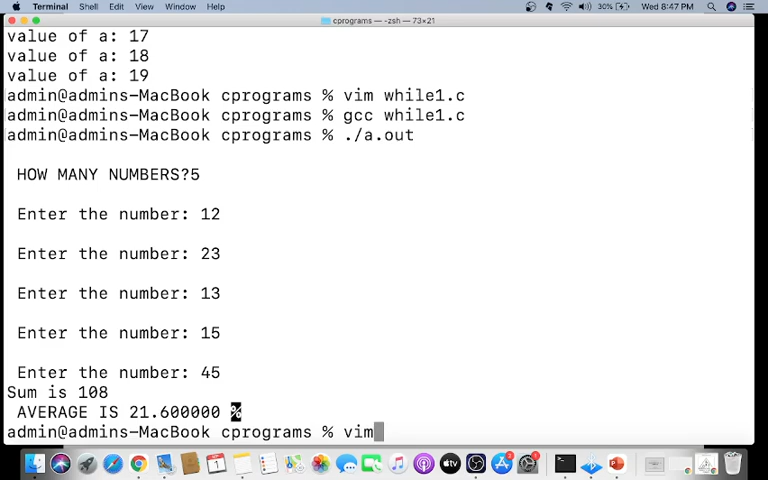 Terminal Shell Edit View Window Help 30% Wed 8:47 PM
cprograms — -zsh — 73×21
value of a: 17
value of a: 18
value of a: 19
admin@admins-MacBook cprograms % vim while1.c
admin@admins-MacBook cprograms % gcc while1.c
admin@admins-MacBook cprograms % ./a.out
HOW MANY NUMBERS?5
Enter the number: 12
Enter the number: 23
Enter the number: 13
Enter the number: 15
Enter the number: 45
Sum is 108
AVERAGE IS 21.600000 %
admin@admins-MacBook cprograms % vim